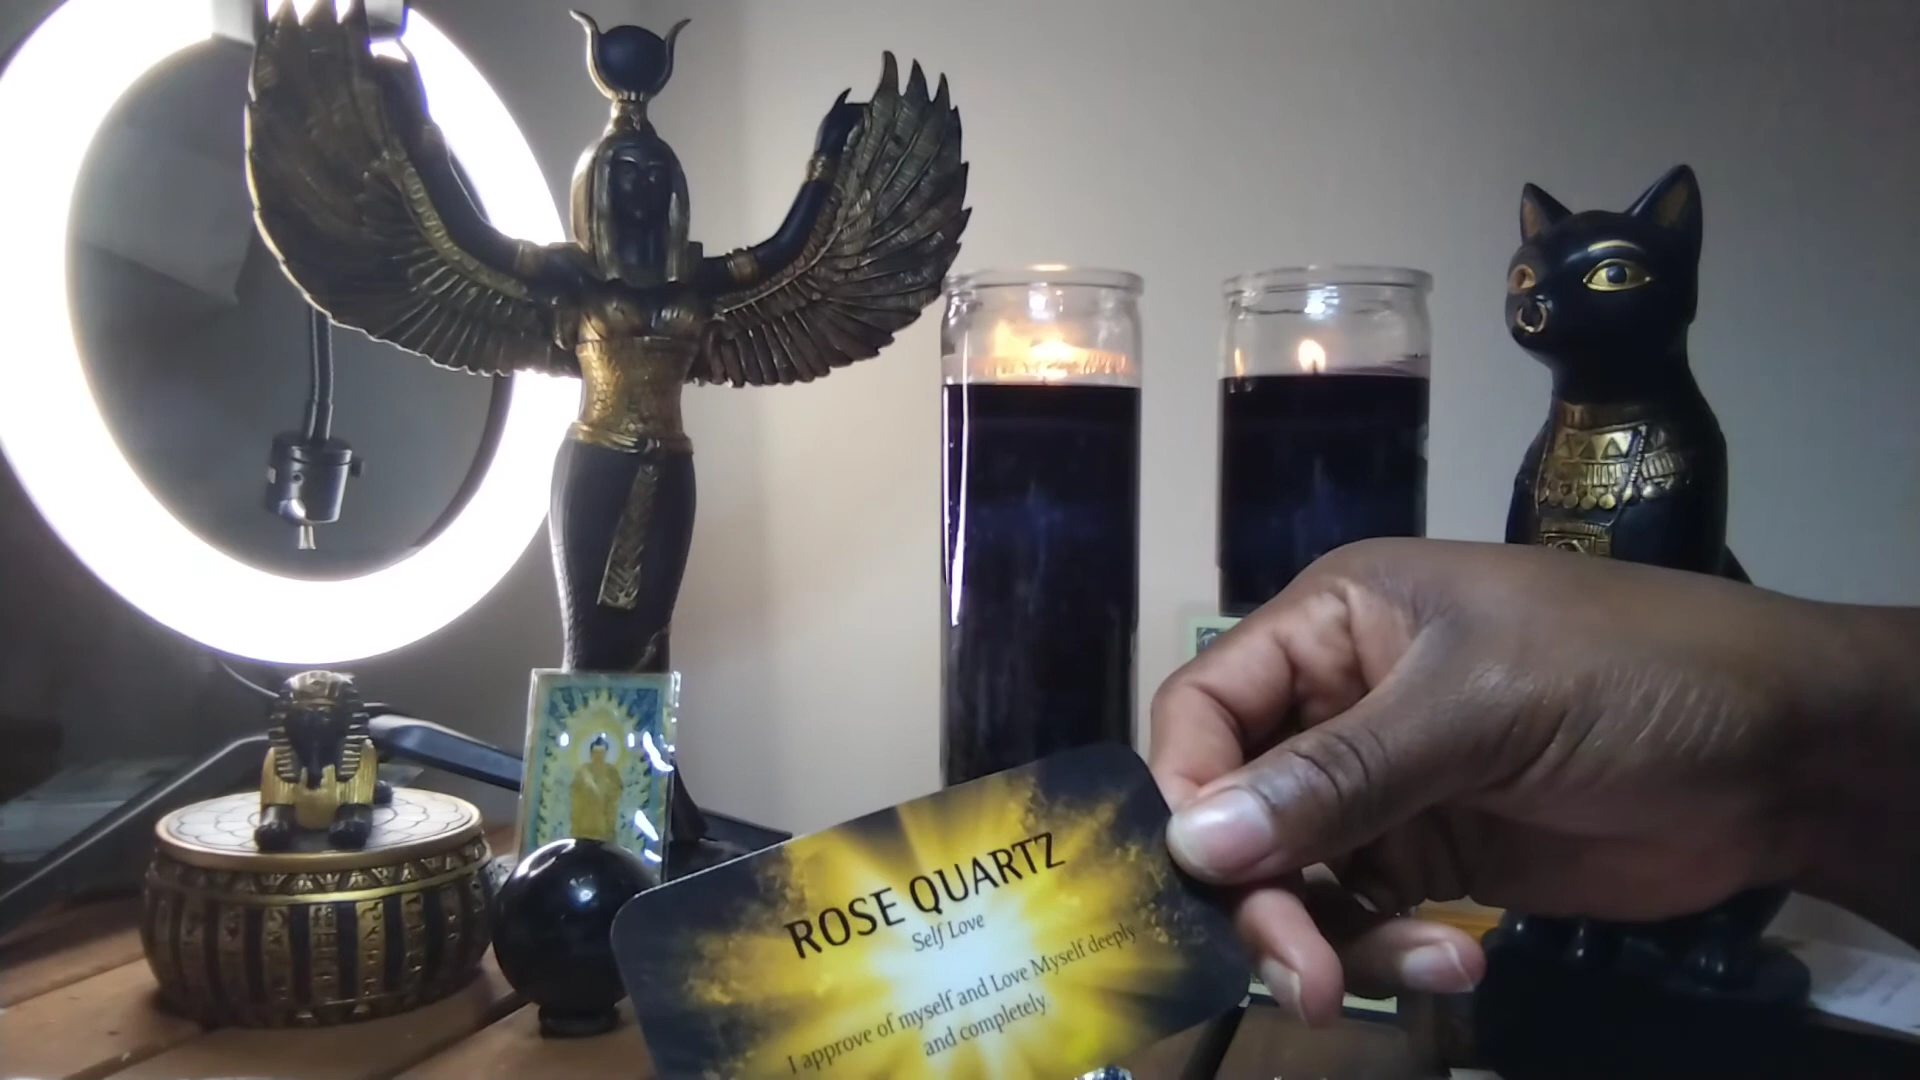 ROSE QUARTZ
Self Love
I approve of myself and Love Myself deeply
and completely.